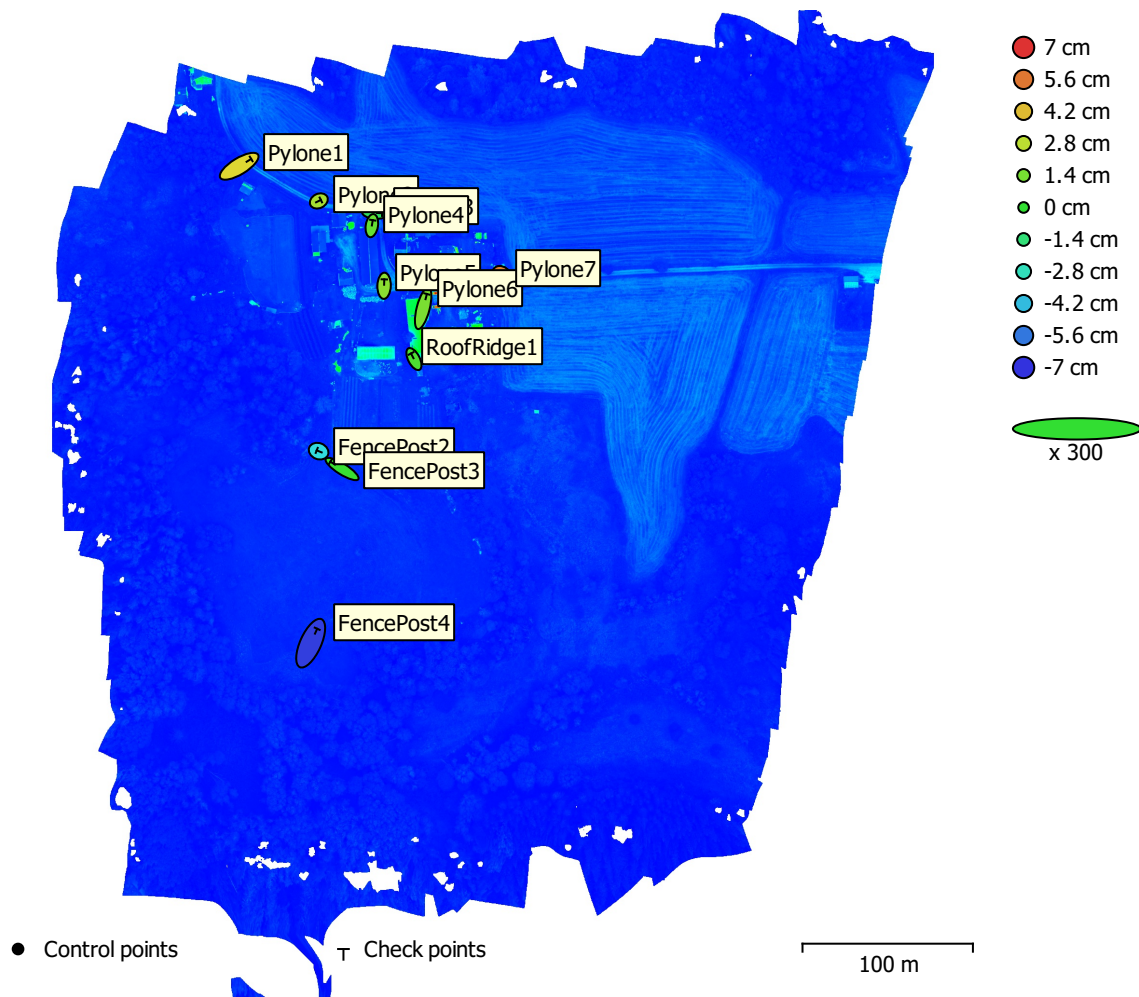 Pylone1
Pylone4
Pylone7
Pylone6
RoofRidge1
FencePost2
FencePost3
FencePost4
7 cm
5.6 cm
4.2 cm
2.8 cm
1.4 cm
0 cm
-1.4 cm
-2.8 cm
-4.2 cm
-5.6 cm
-7 cm
x 300
Control points
Check points
100 m